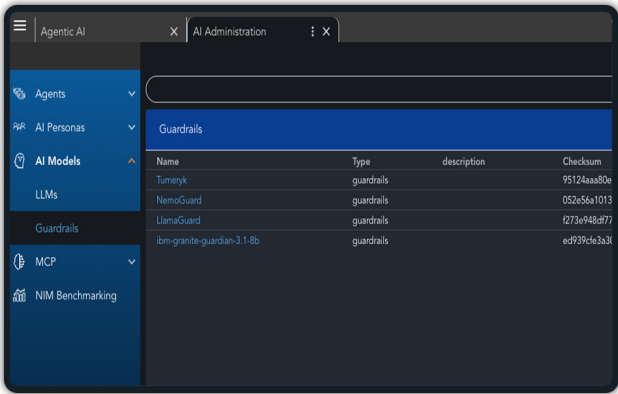 Agentic AI X AI Administration X
Agents
AI Personas
AI Models
LLMs
Guardrails
MCP
NIM Benchmarking
Guardrails
Name Type description Checksum
Tumeryk guardrails 95124aaa80e
NemoGuard guardrails 052e56a1013
LlamaGuard guardrails f273e948df77
ibm-granite-guardian-3.1-8b guardrails ed939cfe3a30